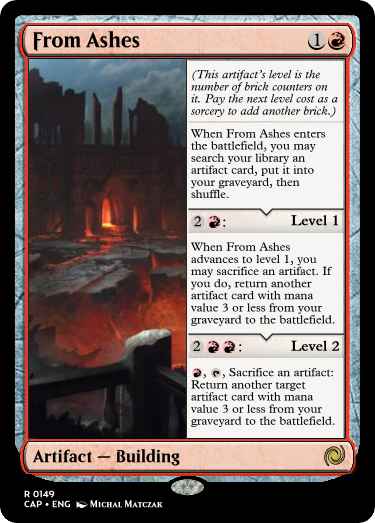 From Ashes 1
(This artifact's level is the
number of brick counters on
it. Pay the next level cost as a
sorcery to add another brick.)
When From Ashes enters
the battlefield, you may
search your library an
artifact card, put it into
your graveyard, then
shuffle.
2 : Level 1
When From Ashes
advances to level 1, you
may sacrifice an artifact. If
you do, return another
artifact card with mana
value 3 or less from your
graveyard to the battlefield.
2 : Level 2
, , Sacrifice an artifact:
Return another target
artifact card with mana
value 3 or less from your
graveyard to the battlefield.
Artifact — Building
R 0149
CAP • ENG Michal Matczak